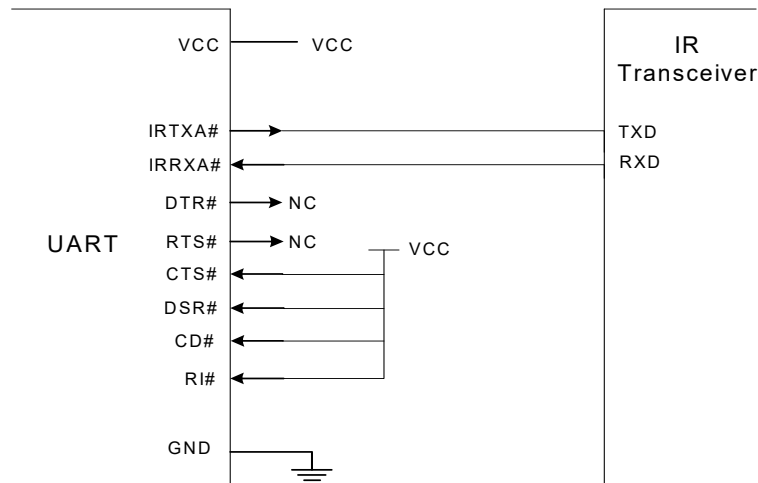 VCC VCC
IR
Transceiver
IRTXA# TXD
IRRXA# RXD
DTR# NC
UART
RTS# NC
VCC
CTS#
DSR#
CD#
RI#
GND